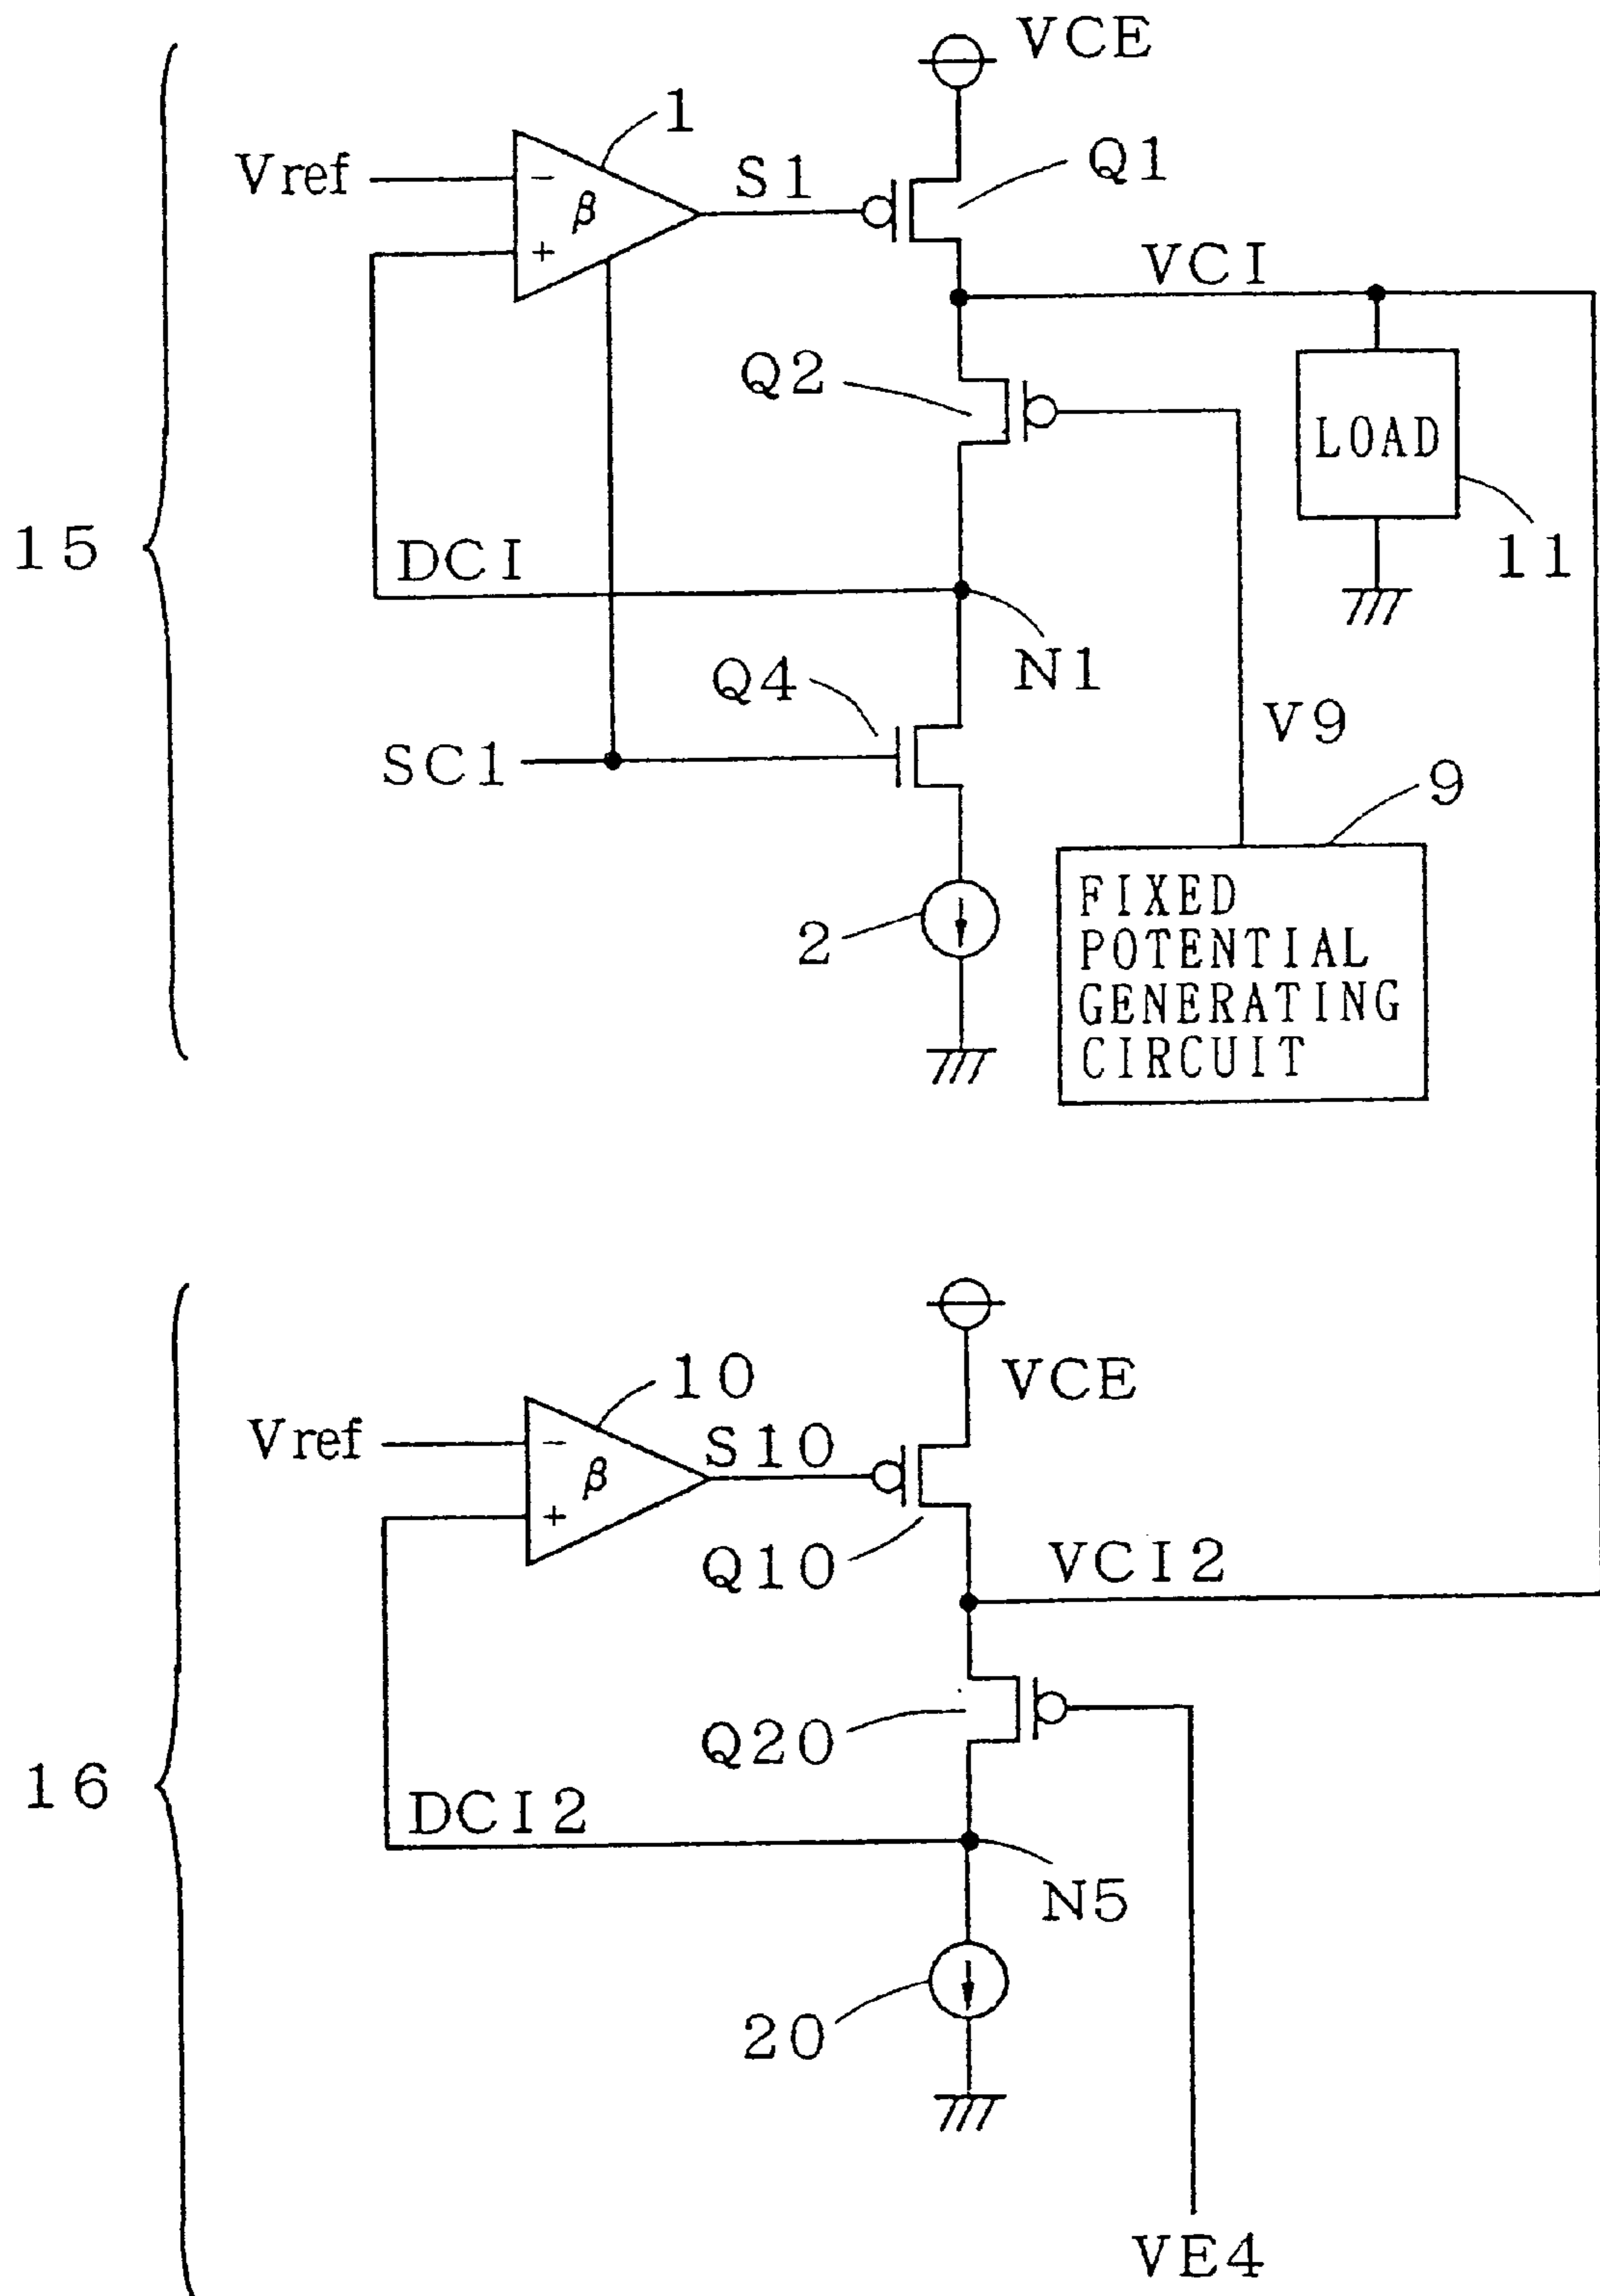 VCE
1
Vref
−
β
+
S1
Q1
VCI
Q2
LOAD
11
15
DCI
N1
Q4
V9
SC1
9
2
FIXED
POTENTIAL
GENERATING
CIRCUIT
VCE
10
Vref
−
β
+
S10
Q10
VCI2
Q20
16
DCI2
N5
20
VE4